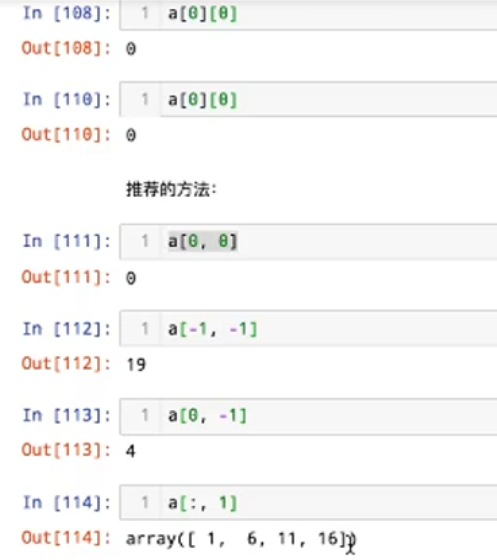 In [108]: 1 a[0][0]
Out[108]: 0
In [110]: 1 a[0][0]
Out[110]: 0
推荐的方法:
In [111]: 1 a[0, 0]
Out[111]: 0
In [112]: 1 a[-1, -1]
Out[112]: 19
In [113]: 1 a[0, -1]
Out[113]: 4
In [114]: 1 a[:, 1]
Out[114]: array([ 1,  6, 11, 16])